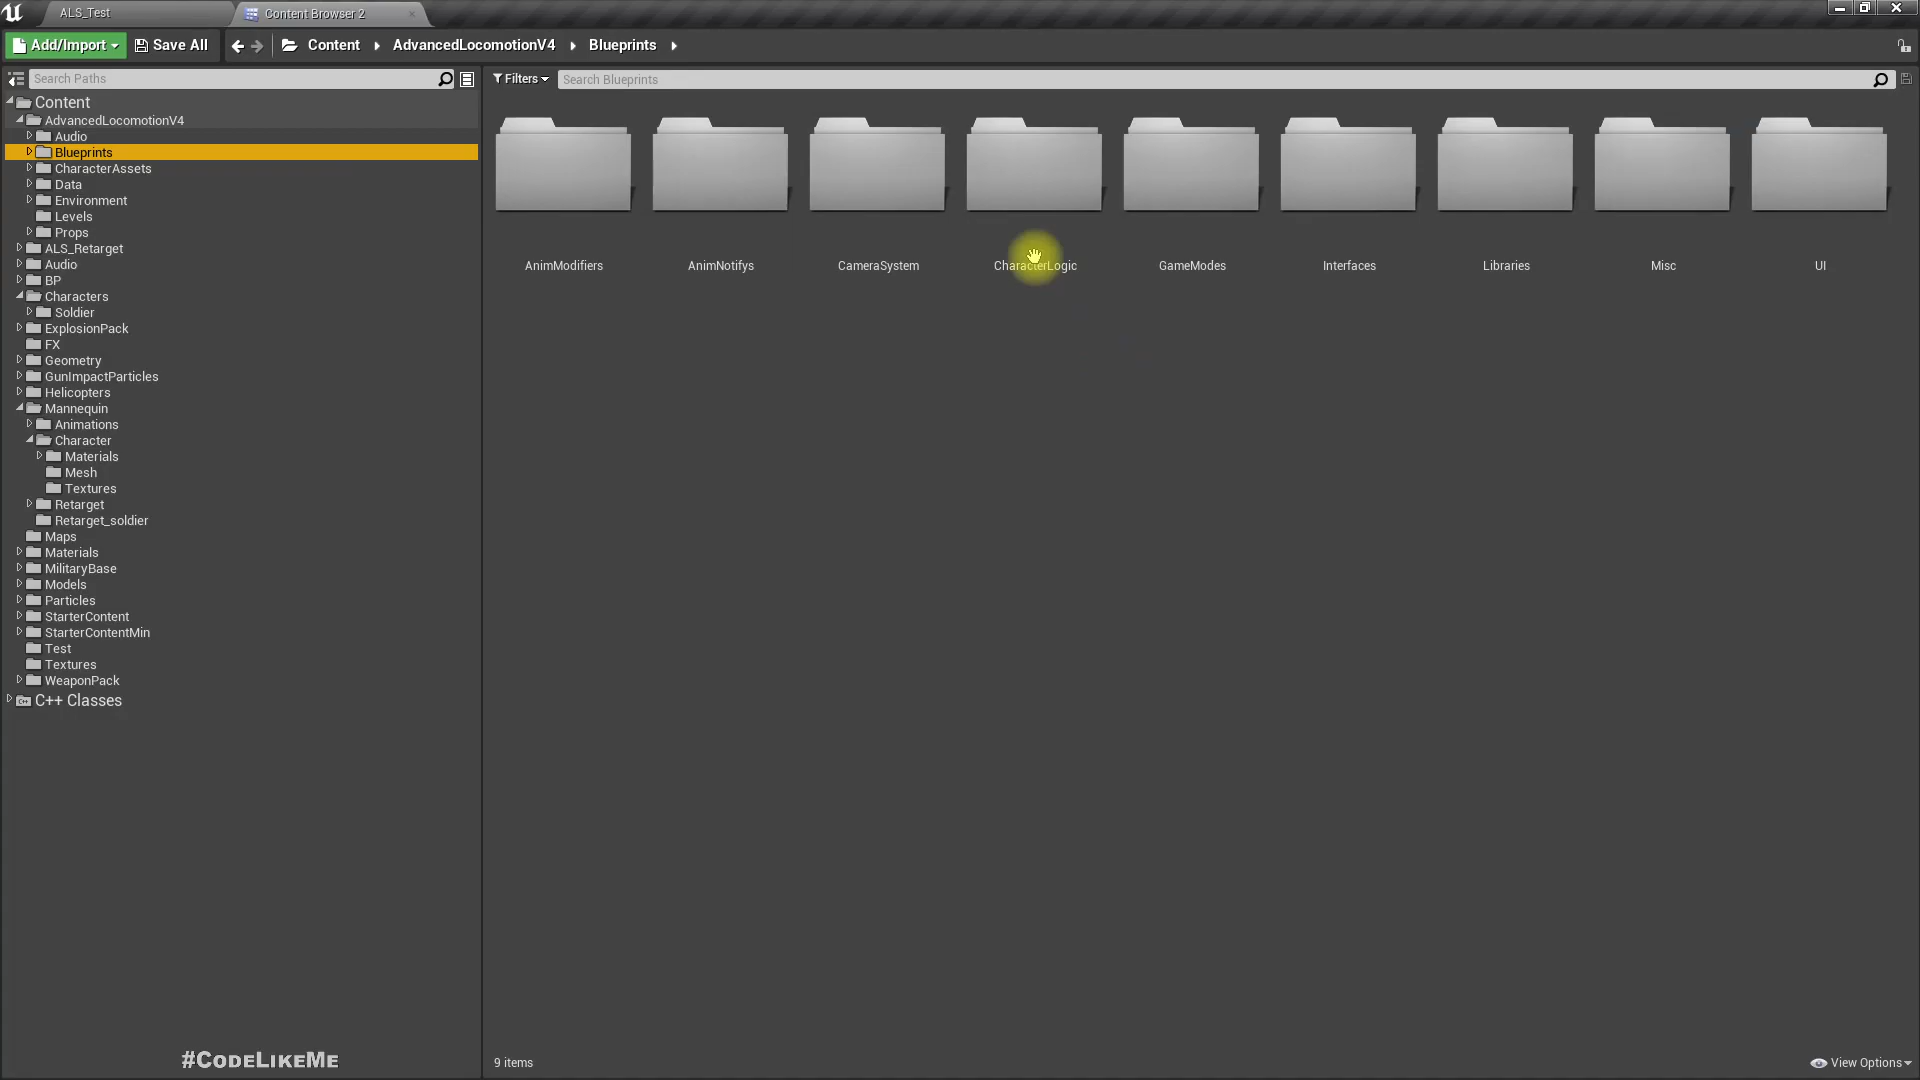 ALS_Test
Content Browser 2
Add/Import
Save All
Content
AdvancedLocomotionV4
Blueprints
Search Paths
Filters
Search Blueprints
Content
AdvancedLocomotionV4
Audio
Blueprints
CharacterAssets
Data
Environment
Levels
Props
ALS_Retarget
Audio
BP
Characters
Soldier
ExplosionPack
FX
Geometry
GunImpactParticles
Helicopters
Mannequin
Animations
Character
Materials
Mesh
Textures
Retarget
Retarget_soldier
Maps
Materials
MilitaryBase
Models
Particles
StarterContent
StarterContentMin
Test
Textures
WeaponPack
C++ Classes
AnimModifiers
AnimNotifys
CameraSystem
CharacterLogic
GameModes
Interfaces
Libraries
Misc
UI
#CodeLikeMe
9 items
View Options